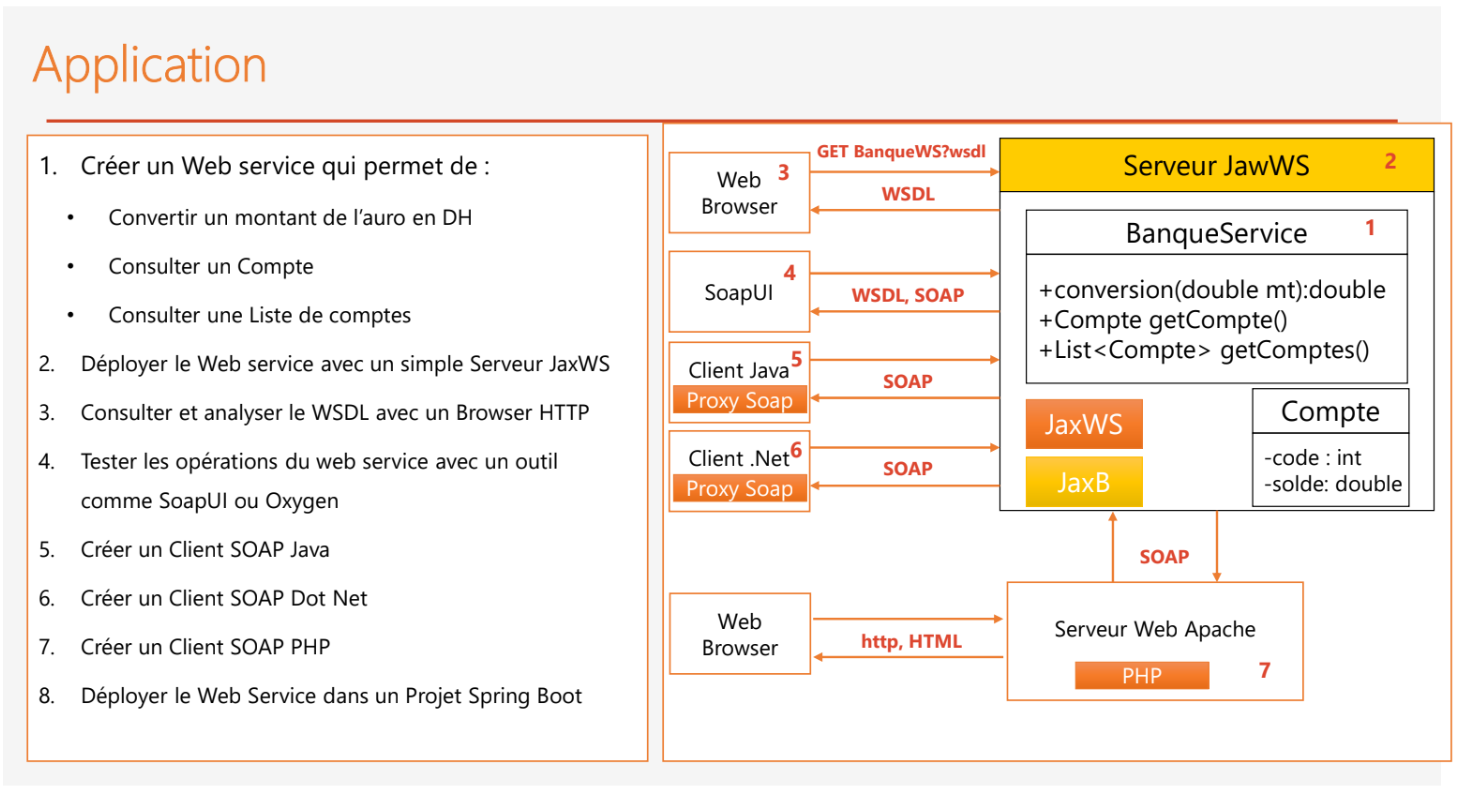 Application
1. Créer un Web service qui permet de :
• Convertir un montant de l'auro en DH
• Consulter un Compte
• Consulter une Liste de comptes
2. Déployer le Web service avec un simple Serveur JaxWS
3. Consulter et analyser le WSDL avec un Browser HTTP
4. Tester les opérations du web service avec un outil
comme SoapUI ou Oxygen
5. Créer un Client SOAP Java
6. Créer un Client SOAP Dot Net
7. Créer un Client SOAP PHP
8. Déployer le Web Service dans un Projet Spring Boot
Web 3
Browser
GET BanqueWS?wsdl
WSDL
SoapUI 4
WSDL, SOAP
Client Java 5
Proxy Soap
SOAP
Client .Net 6
Proxy Soap
SOAP
Serveur JawWS 2
BanqueService 1
+conversion(double mt):double
+Compte getCompte()
+List<Compte> getComptes()
JaxWS
JaxB
Compte
-code : int
-solde: double
SOAP
Web
Browser
http, HTML
Serveur Web Apache
PHP 7